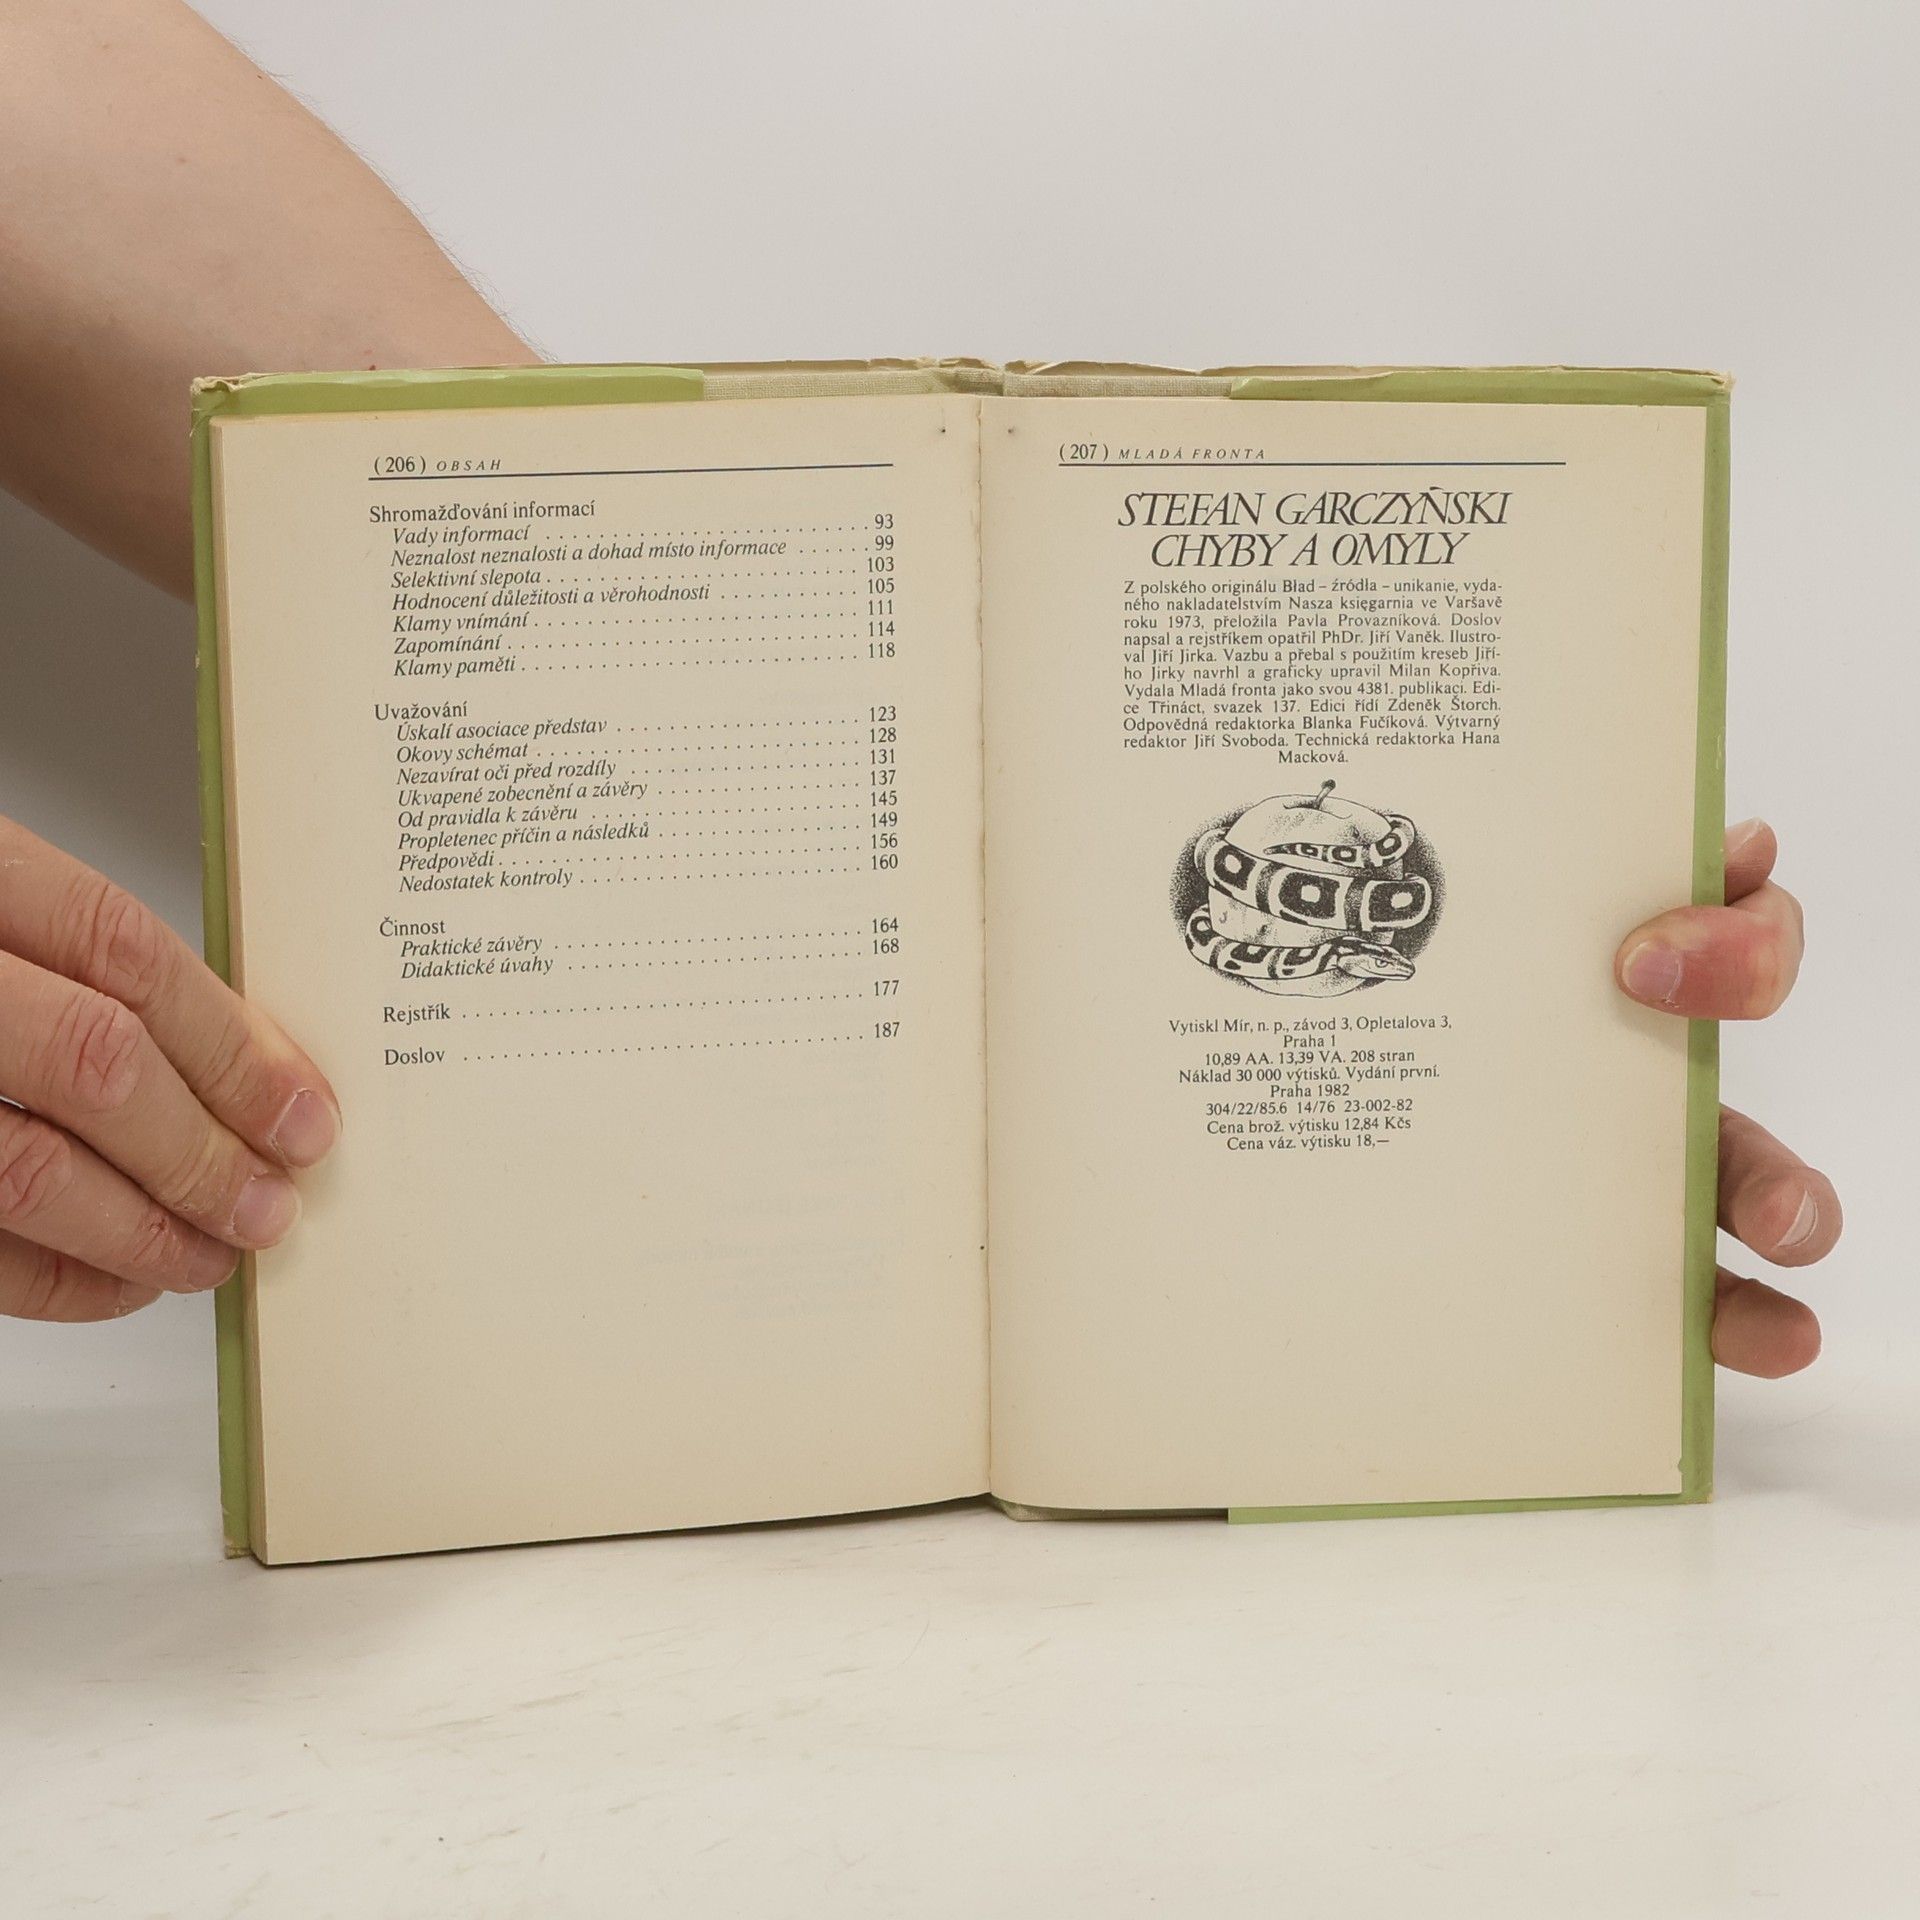 ( 206 ) OBSAH
Shromažďování informací
Vady informací . . . . . . . . . . . . . . . . . . . . . . . . . 93
Neznalost neznalosti a dohad místo informace . . . . . . 99
Selektivní slepota . . . . . . . . . . . . . . . . . . . . . . . . 103
Hodnocení důležitosti a věrohodnosti . . . . . . . . . . . 105
Klamy vnímání . . . . . . . . . . . . . . . . . . . . . . . . . 111
Zapomínání . . . . . . . . . . . . . . . . . . . . . . . . . . . 114
Klamy paměti . . . . . . . . . . . . . . . . . . . . . . . . . . 118
Uvažování
Úskalí asociace představ . . . . . . . . . . . . . . . . . . . 123
Okovy schémat . . . . . . . . . . . . . . . . . . . . . . . . . 128
Nezavírat oči před rozdíly . . . . . . . . . . . . . . . . . . 131
Ukvapené zobecnění a závěry . . . . . . . . . . . . . . . . 137
Od pravidla k závěru . . . . . . . . . . . . . . . . . . . . . 145
Propletenec příčin a následků . . . . . . . . . . . . . . . . 149
Předpovědi . . . . . . . . . . . . . . . . . . . . . . . . . . . . 156
Nedostatek kontroly . . . . . . . . . . . . . . . . . . . . . . 160
Činnost
Praktické závěry . . . . . . . . . . . . . . . . . . . . . . . . 164
Didaktické úvahy . . . . . . . . . . . . . . . . . . . . . . . 168
Rejstřík . . . . . . . . . . . . . . . . . . . . . . . . . . . . . . 177
Doslov . . . . . . . . . . . . . . . . . . . . . . . . . . . . . . 187
( 207 ) MLADÁ FRONTA
STEFAN GARCZYŃSKI
CHYBY A OMYLY
Z polského originálu Bład – źródła – unikanie, vyda-
ného nakladatelstvím Nasza księgarnia ve Varšavě
roku 1973, přeložila Pavla Provazníková. Doslov
napsal a rejstříkem opatřil PhDr. Jiří Vaněk. Ilustro-
val Jiří Jirka. Vazbu a přebal s použitím kreseb Jiří-
ho Jirky navrhl a graficky upravil Milan Kopřiva.
Vydala Mladá fronta jako svou 4381. publikaci. Edi-
ce Třináct, svazek 137. Edici řídí Zdeněk Štorch.
Odpovědná redaktorka Blanka Fučíková. Výtvarný
redaktor Jiří Svoboda. Technická redaktorka Hana
Macková.
Vytiskl Mír, n. p., závod 3, Opletalova 3,
Praha 1
10,89 AA. 13,39 VA. 208 stran
Náklad 30 000 výtisků. Vydání první.
Praha 1982
304/22/85.6 14/76 23-002-82
Cena brož. výtisku 12,84 Kčs
Cena váz. výtisku 18,—